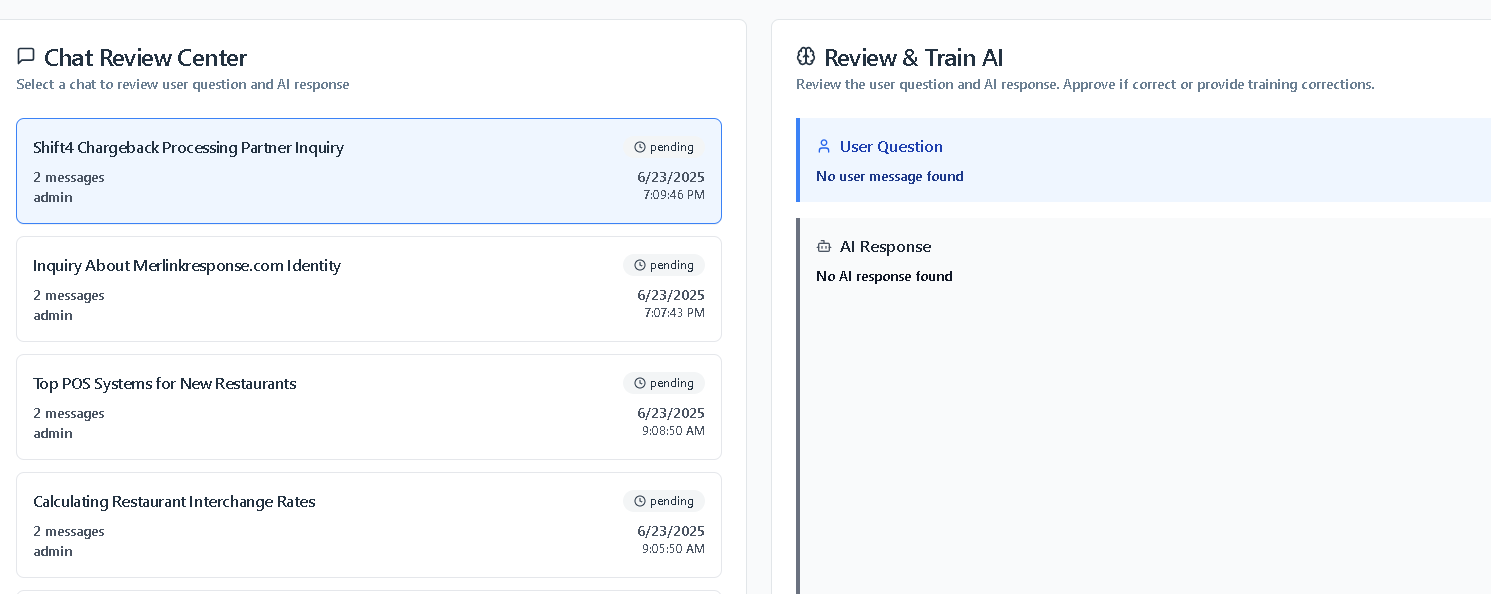 Chat Review Center
Select a chat to review user question and AI response
Shift4 Chargeback Processing Partner Inquiry
pending
2 messages
6/23/2025
admin
7:09:46 PM
Inquiry About Merlinkresponse.com Identity
pending
2 messages
6/23/2025
admin
7:07:43 PM
Top POS Systems for New Restaurants
pending
2 messages
6/23/2025
admin
9:08:50 AM
Calculating Restaurant Interchange Rates
pending
2 messages
6/23/2025
admin
9:05:50 AM
Review & Train AI
Review the user question and AI response. Approve if correct or provide training corrections.
User Question
No user message found
AI Response
No AI response found